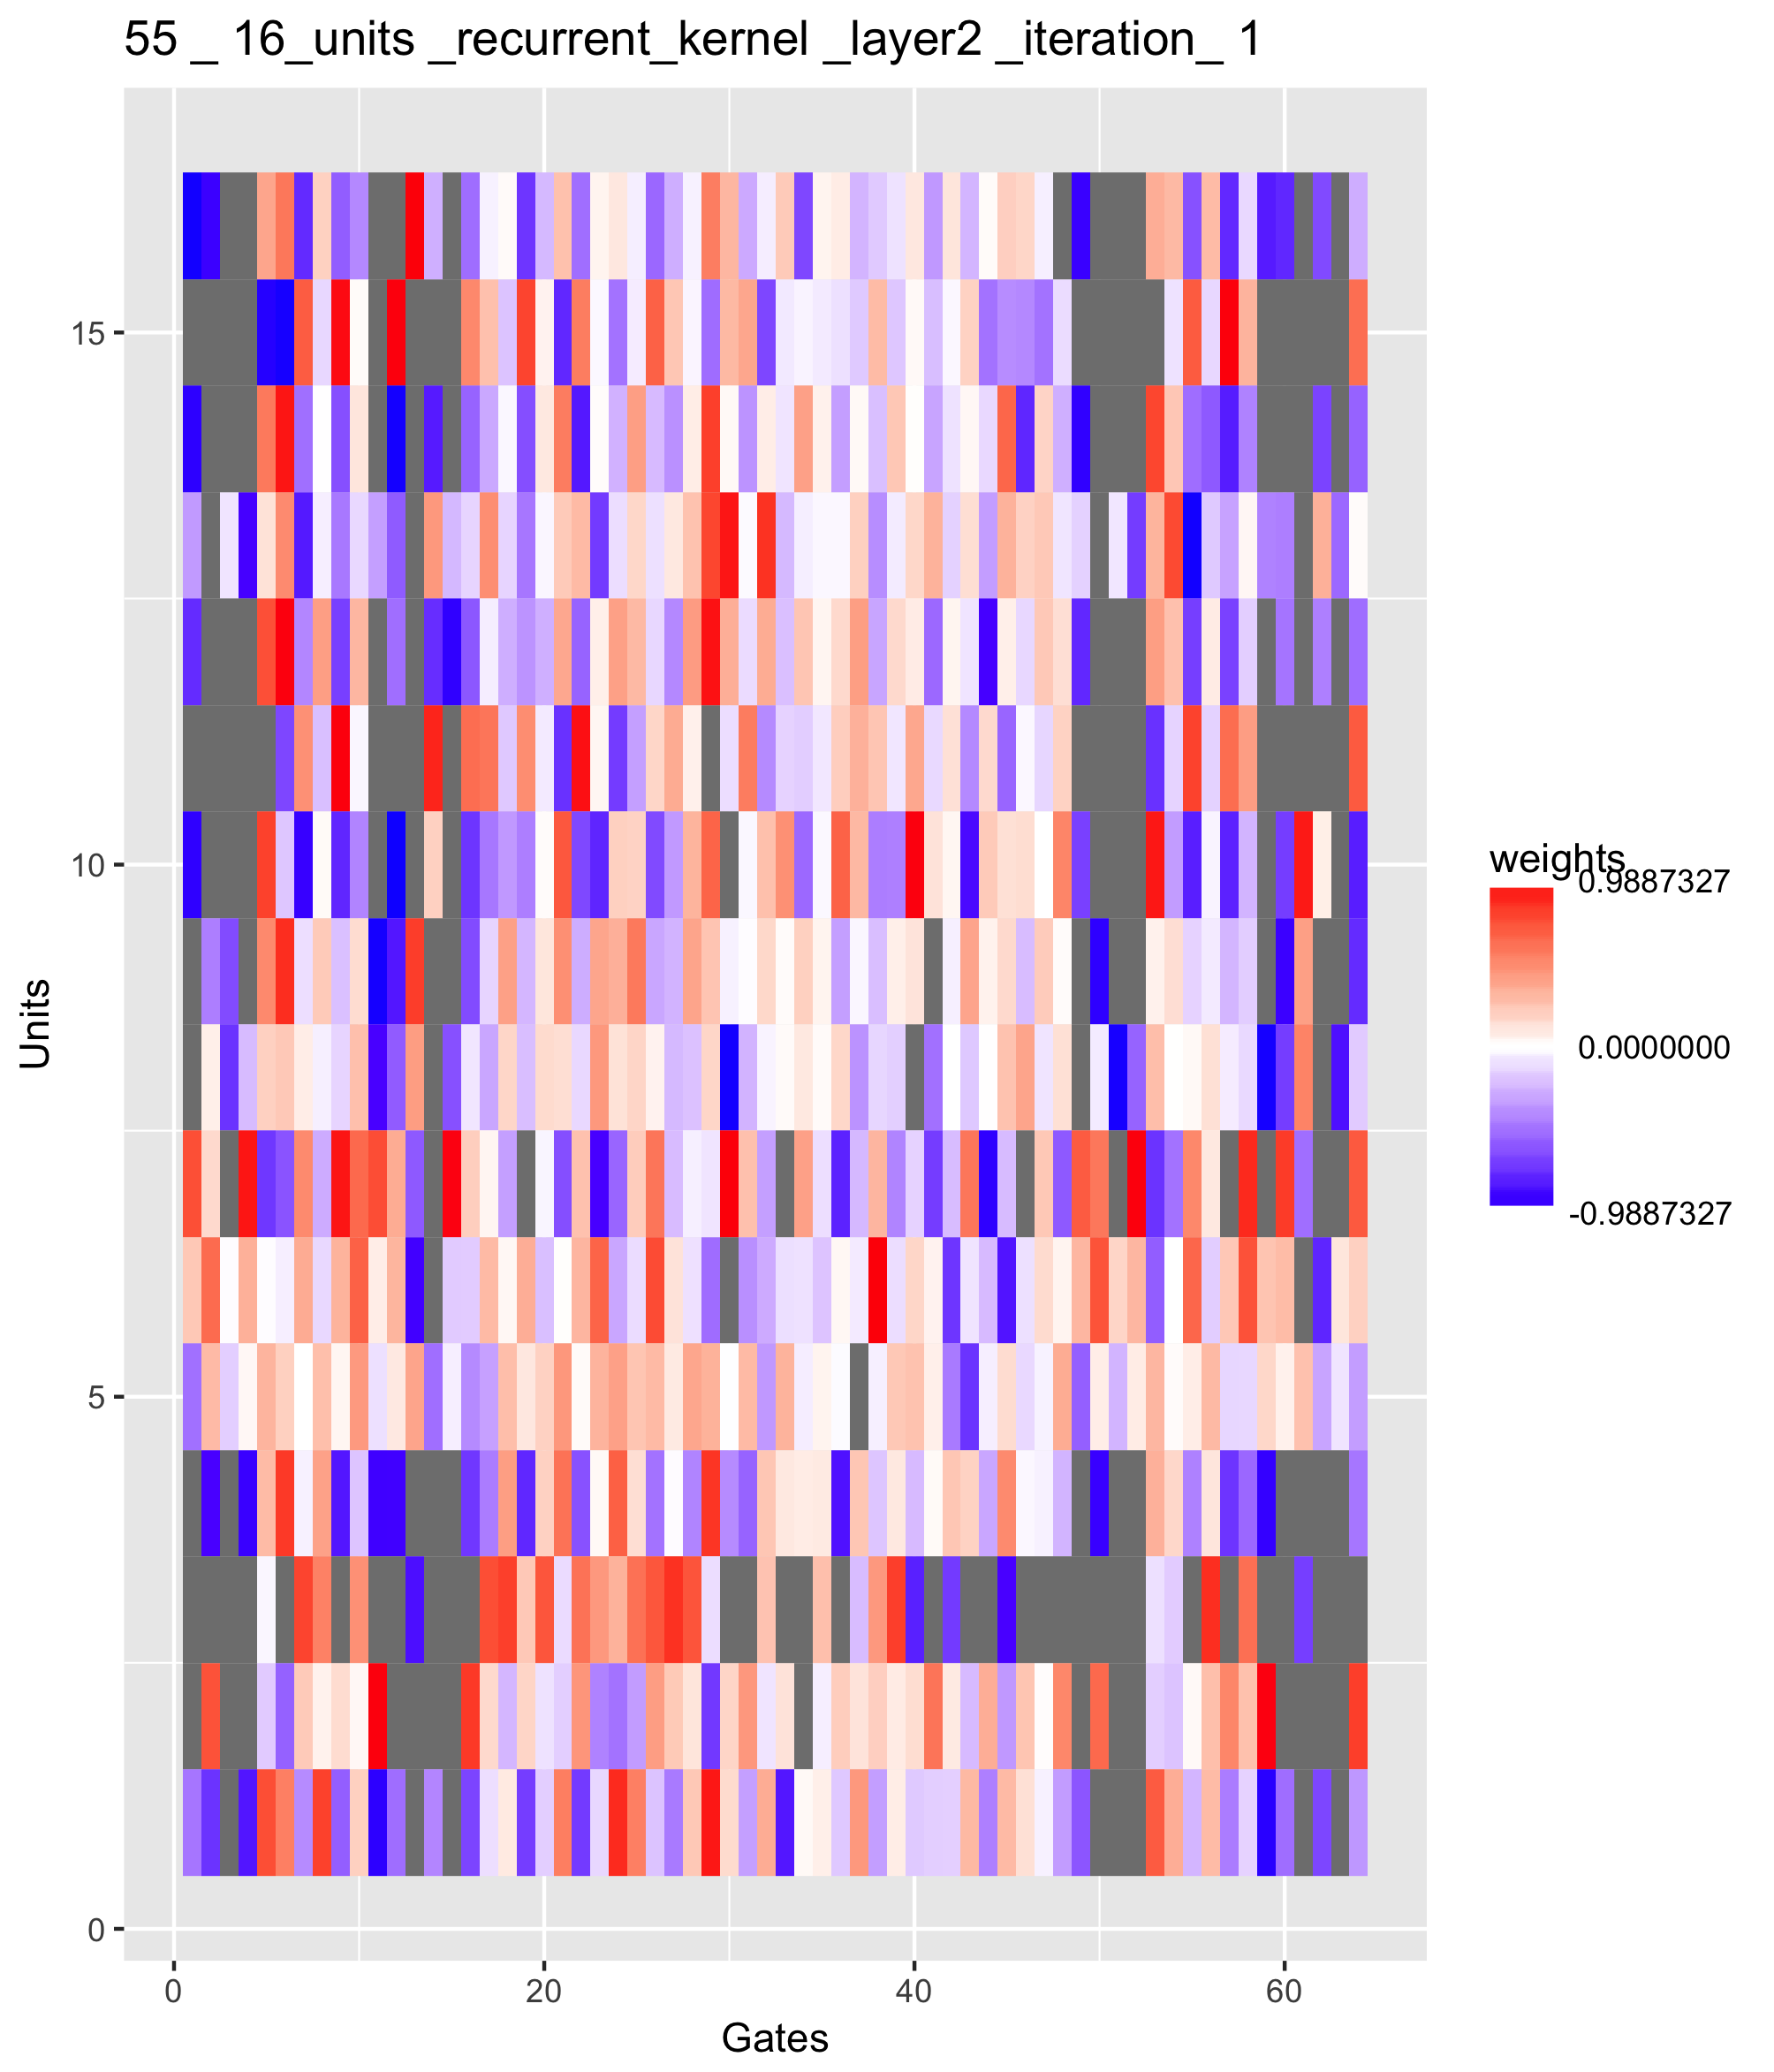 55 _ 16_units _recurrent_kernel _layer2 _iteration_ 1
15
10
5
0
Units
0 20 40 60
Gates
weights
0.9887327
0.0000000
-0.9887327